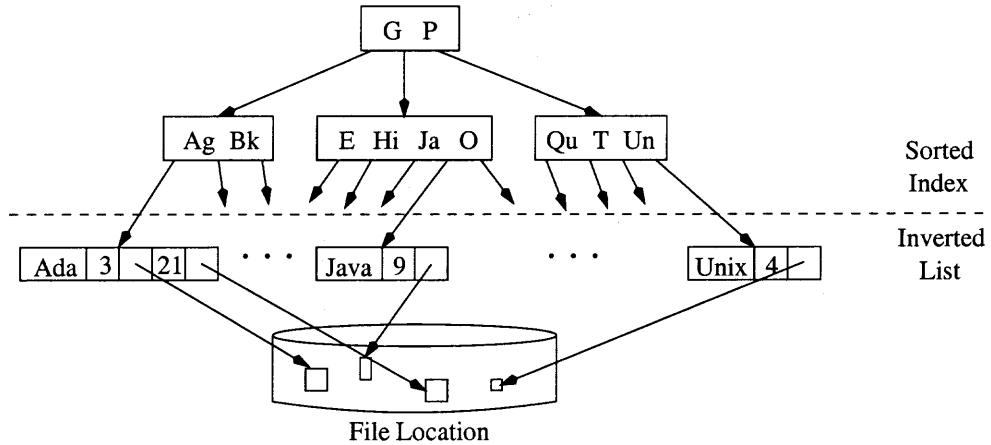 G P
Ag Bk
E Hi Ja O
Qu T Un
Sorted
Index
Inverted
List
Ada 3 21
. . .
Java 9
. . .
Unix 4
File Location